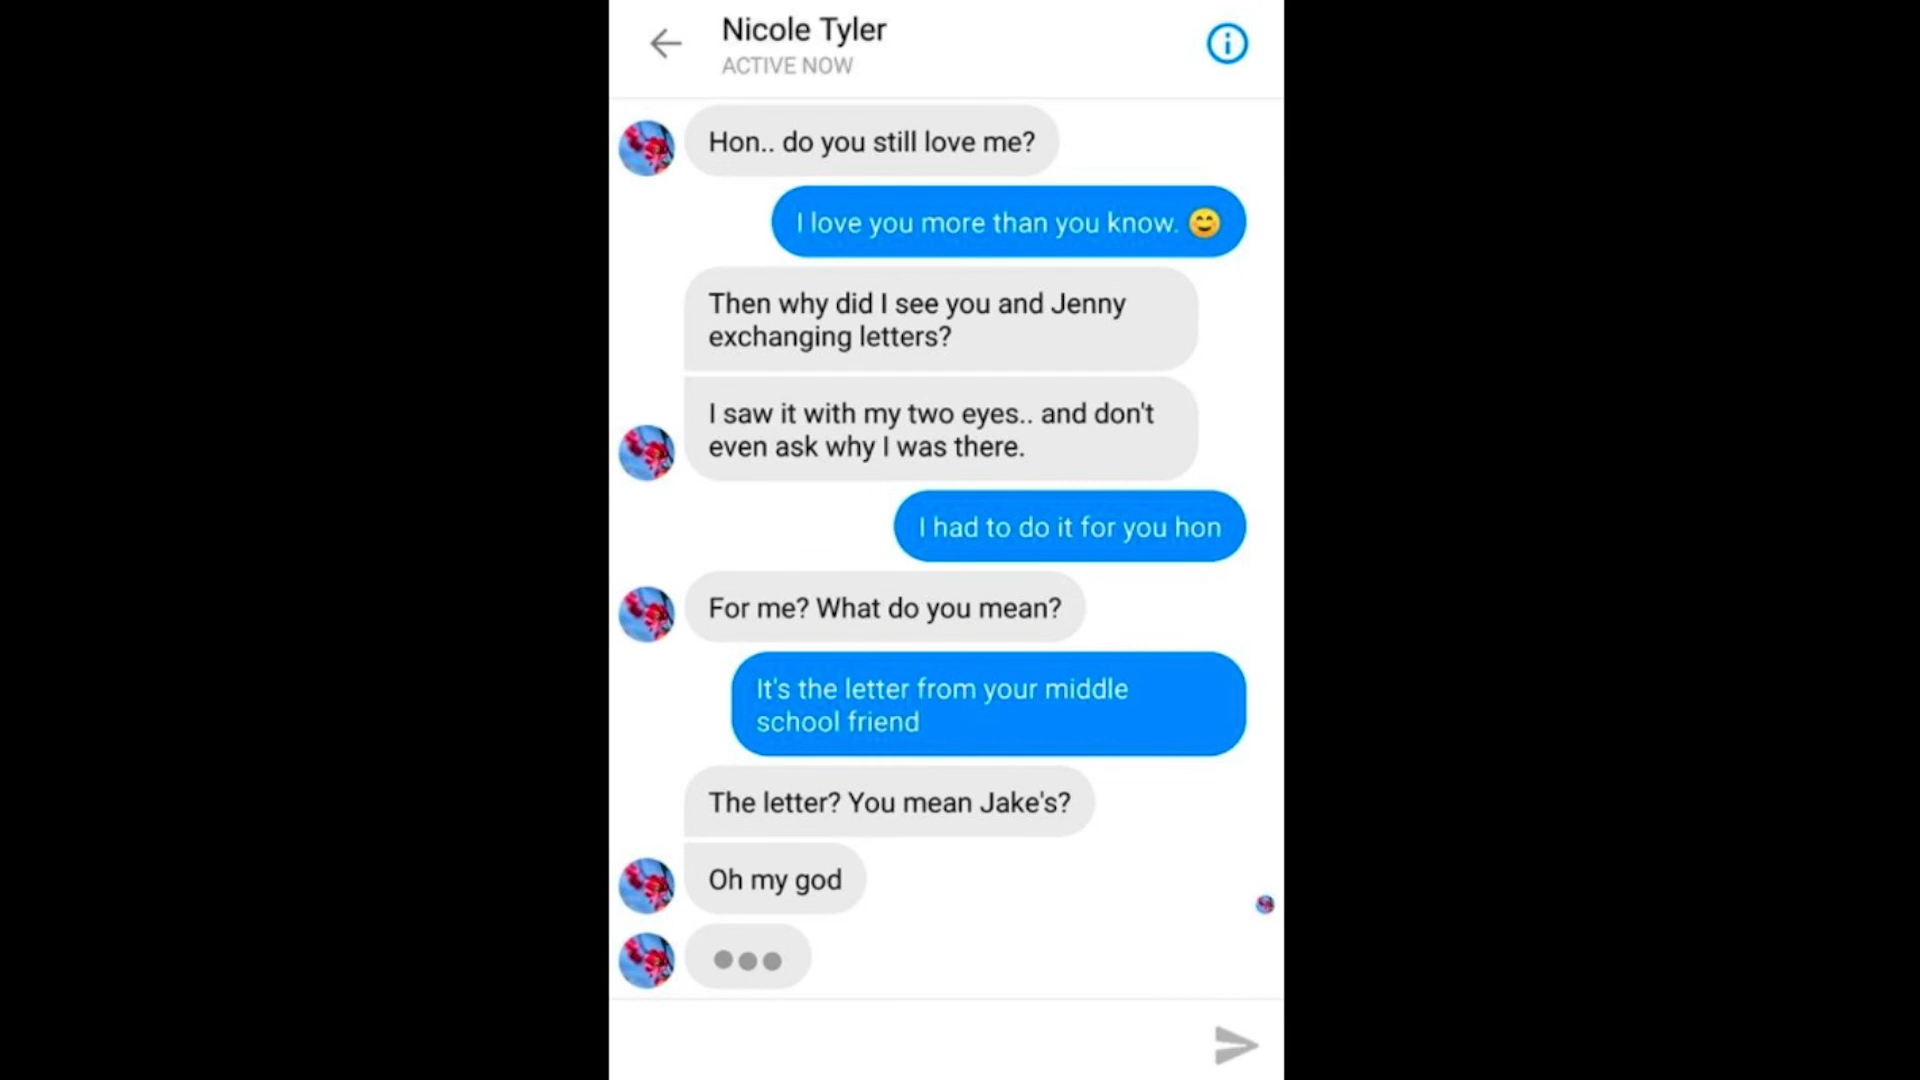 Nicole Tyler
ACTIVE NOW
Hon.. do you still love me?
I love you more than you know. 😊
Then why did I see you and Jenny
exchanging letters?
I saw it with my two eyes.. and don't
even ask why I was there.
I had to do it for you hon
For me? What do you mean?
It's the letter from your middle
school friend
The letter? You mean Jake's?
Oh my god